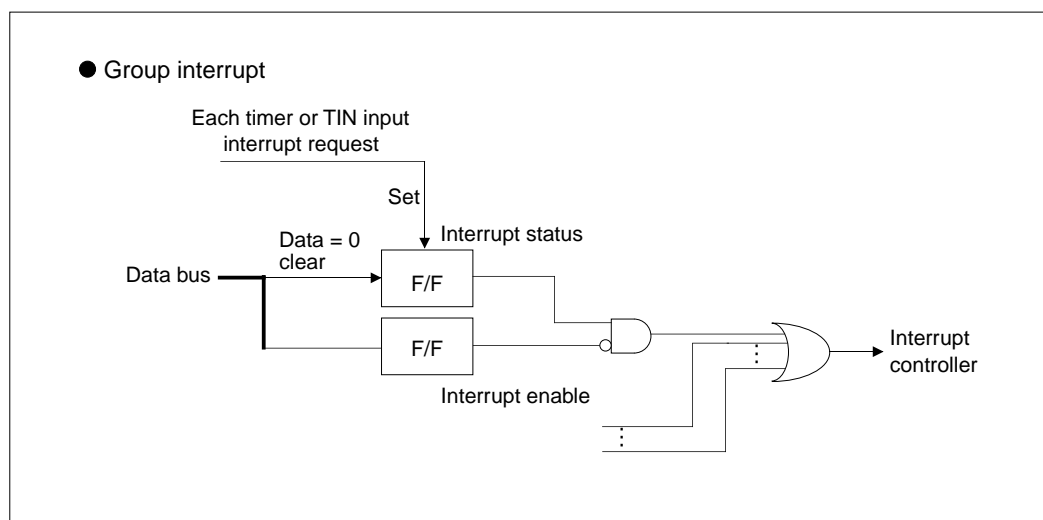 ● Group interrupt
Each timer or TIN input
interrupt request
Set
Interrupt status
Data = 0
clear
Data bus
F/F
F/F
Interrupt enable
Interrupt
controller